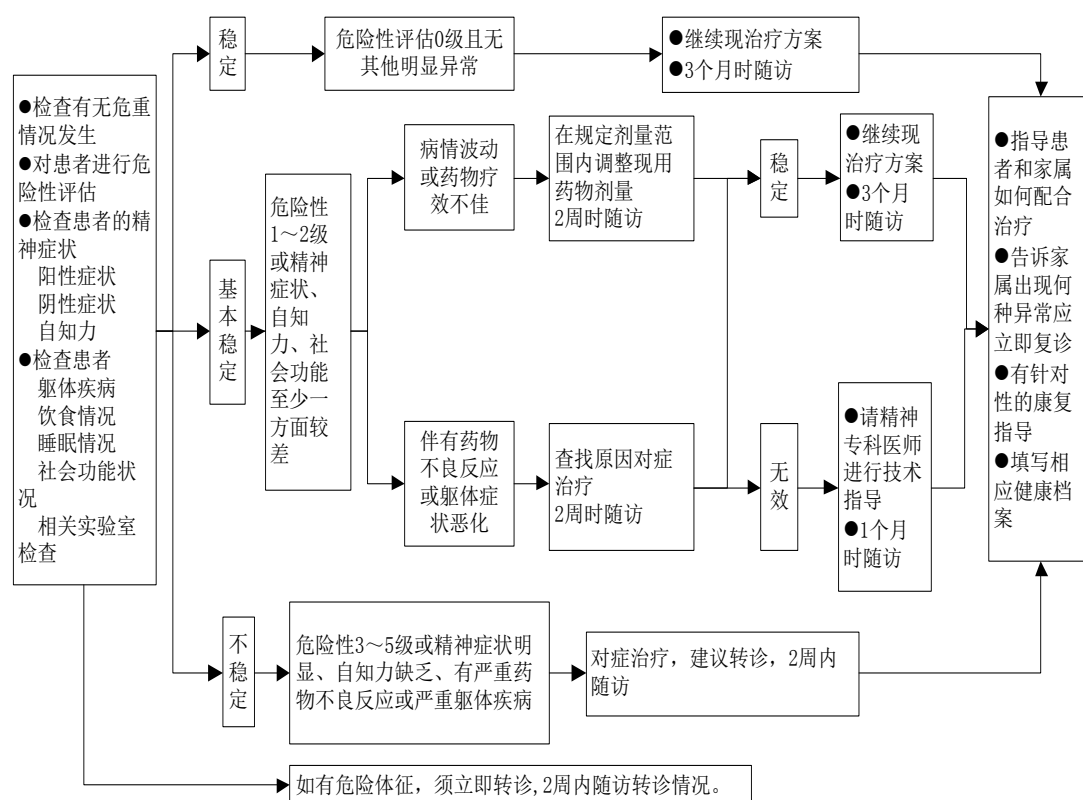 ●检查有无危重
情况发生
●对患者进行危
险性评估
●检查患者的精
神症状
阳性症状
阴性症状
自知力
●检查患者
躯体疾病
饮食情况
睡眠情况
社会功能状
况
相关实验室
检查
稳
定
危险性评估0级且无
其他明显异常
●继续现治疗方案
●3个月时随访
基
本
稳
定
危险性
1～2级
或精神
症状、
自知
力、社
会功能
至少一
方面较
差
病情波动
或药物疗
效不佳
在规定剂量范
围内调整现用
药物剂量
2周时随访
伴有药物
不良反应
或躯体症
状恶化
查找原因对症
治疗
2周时随访
稳
定
●继续现
治疗方案
●3个月
时随访
无
效
●请精神
专科医师
进行技术
指导
●1个月
时随访
不
稳
定
危险性3～5级或精神症状明
显、自知力缺乏、有严重药
物不良反应或严重躯体疾病
对症治疗，建议转诊，2周内
随访
如有危险体征，须立即转诊,2周内随访转诊情况。
●指导患
者和家属
如何配合
治疗
●告诉家
属出现何
种异常应
立即复诊
●有针对
性的康复
指导
●填写相
应健康档
案